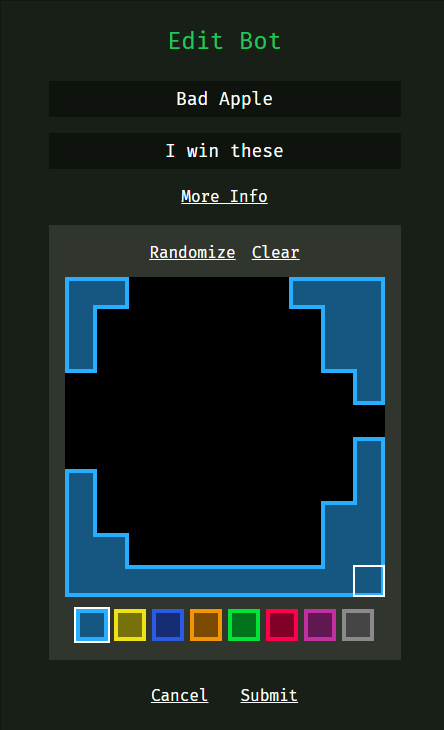 Edit Bot
Bad Apple
I win these
More Info
Randomize Clear
Cancel Submit